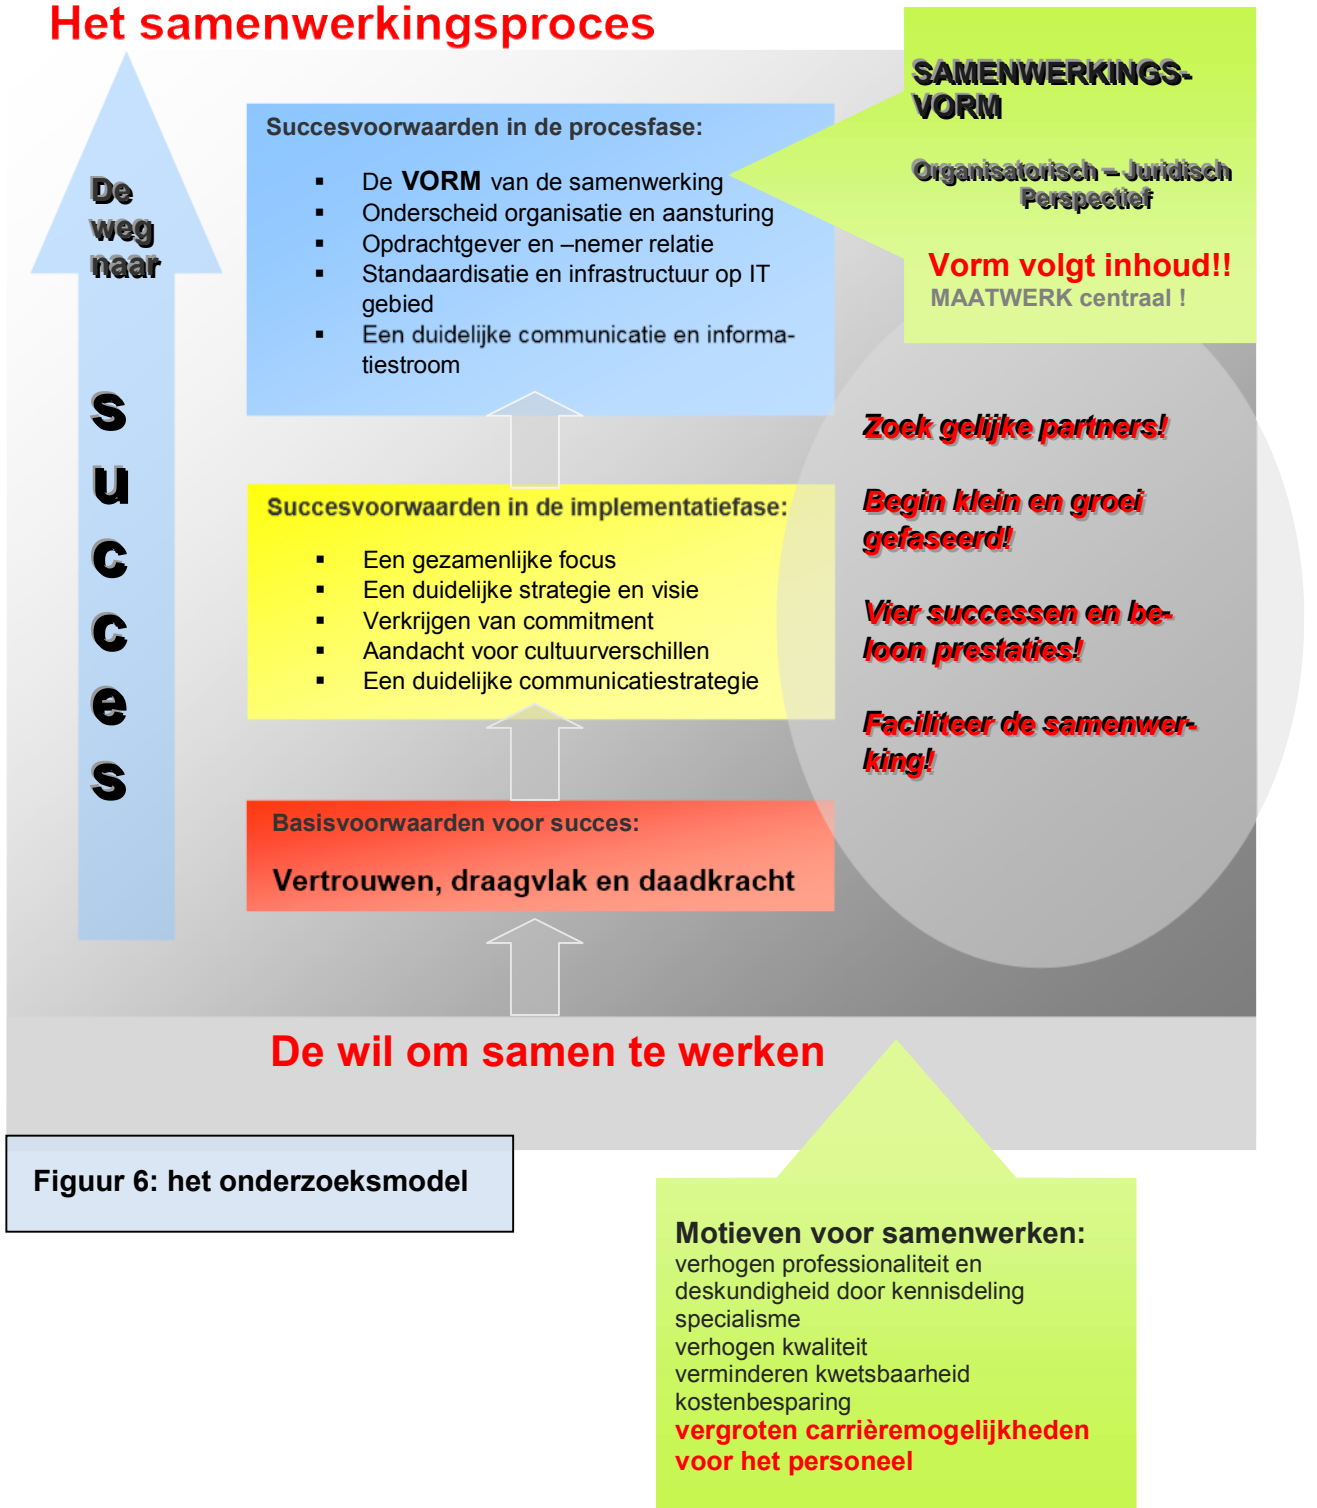 Het samenwerkingsproces
SAMENWERKINGS-
VORM
Organisatorisch – Juridisch
Perspectief
Vorm volgt inhoud!!
MAATWERK centraal !
De
weg
naar
s
u
c
c
e
s
Succesvoorwaarden in de procesfase:
▪ De VORM van de samenwerking
▪ Onderscheid organisatie en aansturing
▪ Opdrachtgever en –nemer relatie
▪ Standaardisatie en infrastructuur op IT
gebied
▪ Een duidelijke communicatie en informa-
tiestroom
Succesvoorwaarden in de implementatiefase:
▪ Een gezamenlijke focus
▪ Een duidelijke strategie en visie
▪ Verkrijgen van commitment
▪ Aandacht voor cultuurverschillen
▪ Een duidelijke communicatiestrategie
Zoek gelijke partners!
Begin klein en groei
gefaseerd!
Vier successen en be-
loon prestaties!
Faciliteer de samenwer-
king!
Basisvoorwaarden voor succes:
Vertrouwen, draagvlak en daadkracht
De wil om samen te werken
Figuur 6: het onderzoeksmodel
Motieven voor samenwerken:
verhogen professionaliteit en
deskundigheid door kennisdeling
specialisme
verhogen kwaliteit
verminderen kwetsbaarheid
kostenbesparing
vergroten carrièremogelijkheden
voor het personeel